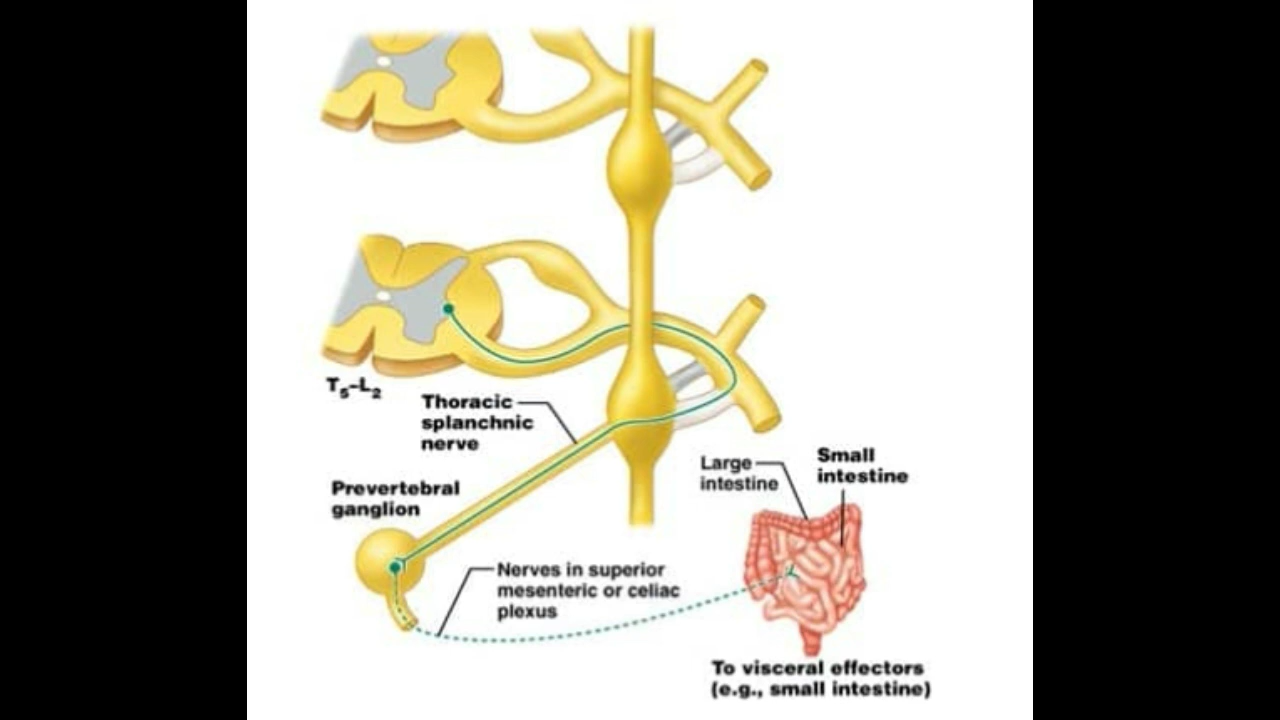 T₅–L₂
Thoracic
splanchnic
nerve
Prevertebral
ganglion
Large
intestine
Small
intestine
Nerves in superior
mesenteric or celiac
plexus
To visceral effectors
(e.g., small intestine)